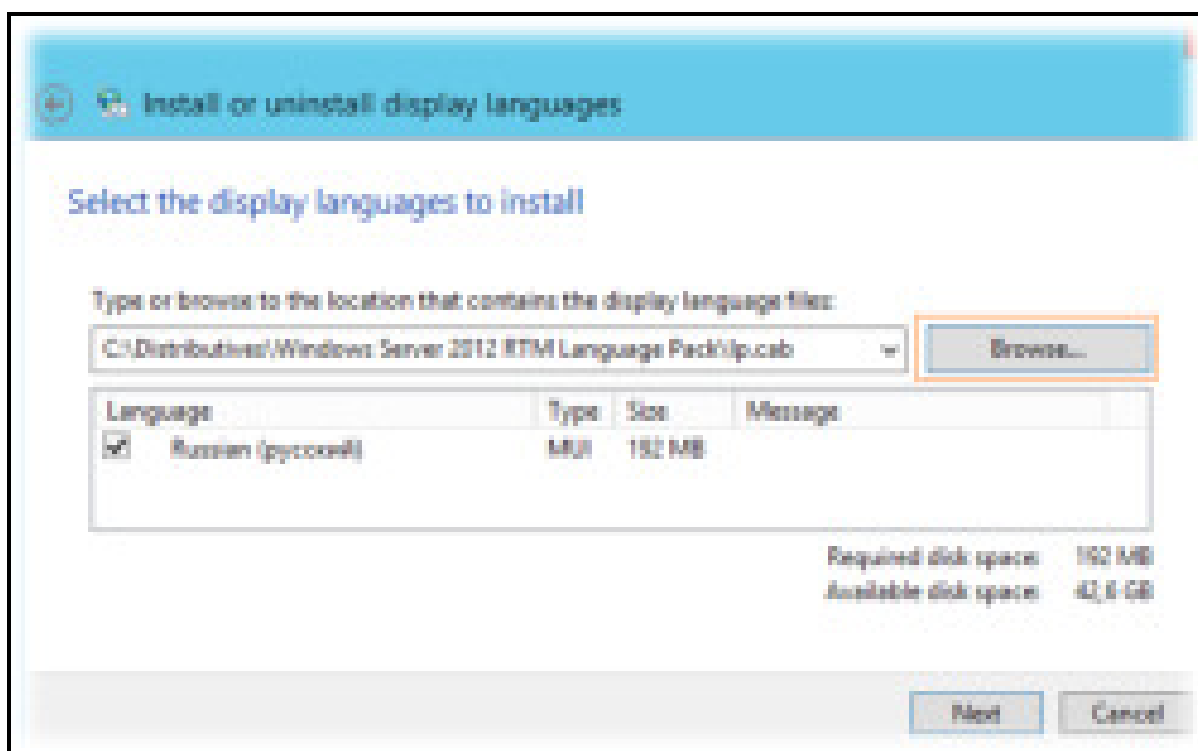 Install or uninstall display languages
Select the display languages to install
Type or browse to the location that contains the display language files:
C:\Distributives\Windows Server 2012 RTM Language Pack\lp.cab
Browse...
Language Type Size Message
Russian (русский) MUI 192 MB
Required disk space: 192 MB
Available disk space: GB
Next Cancel